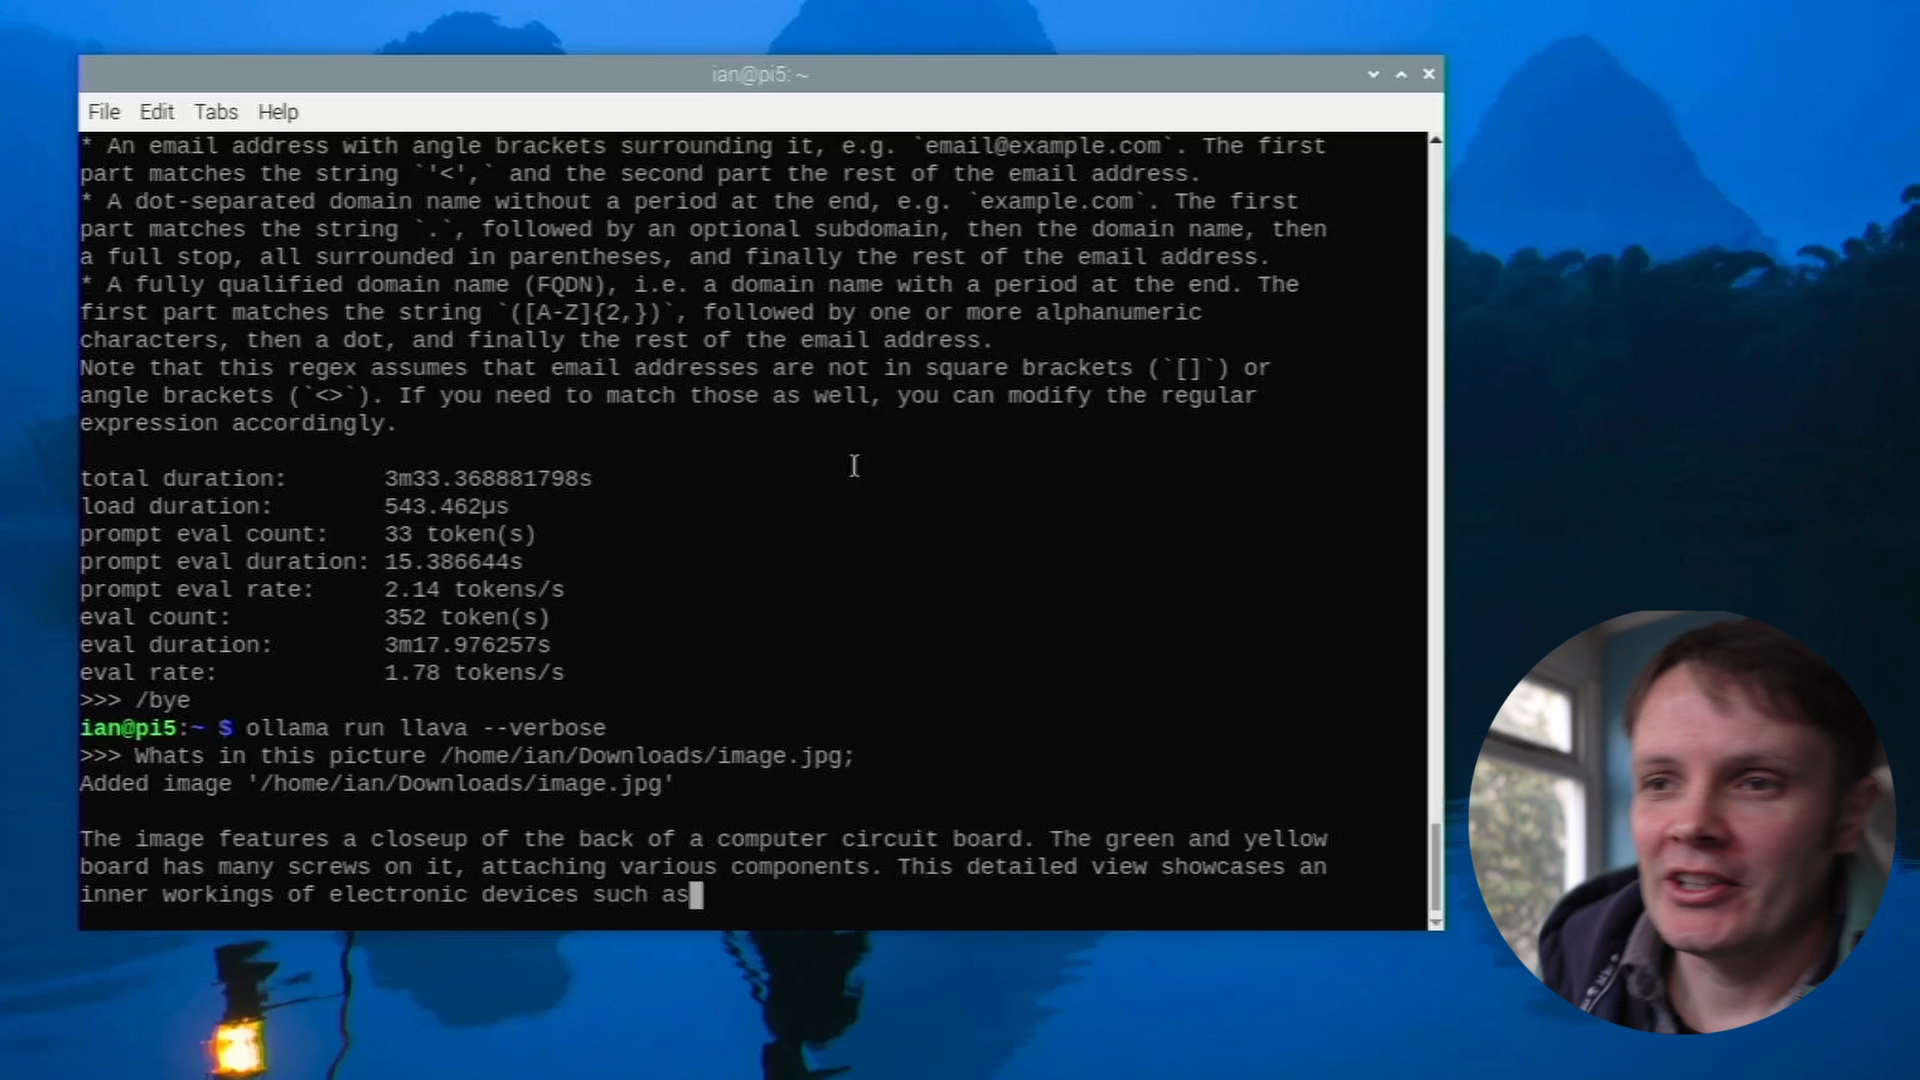 ian@pi5: ~
File Edit Tabs Help
* An email address with angle brackets surrounding it, e.g. `email@example.com`. The first
part matches the string `'<',` and the second part the rest of the email address.
* A dot-separated domain name without a period at the end, e.g. `example.com`. The first
part matches the string `.`, followed by an optional subdomain, then the domain name, then
a full stop, all surrounded in parentheses, and finally the rest of the email address.
* A fully qualified domain name (FQDN), i.e. a domain name with a period at the end. The
first part matches the string `([A-Z]{2,})`, followed by one or more alphanumeric
characters, then a dot, and finally the rest of the email address.
Note that this regex assumes that email addresses are not in square brackets (`[]`) or
angle brackets (`<>`). If you need to match those as well, you can modify the regular
expression accordingly.
total duration: 3m33.368881798s
load duration: 543.462µs
prompt eval count: 33 token(s)
prompt eval duration: 15.386644s
prompt eval rate: 2.14 tokens/s
eval count: 352 token(s)
eval duration: 3m17.976257s
eval rate: 1.78 tokens/s
>>> /bye
ian@pi5:~ $ ollama run llava --verbose
>>> Whats in this picture /home/ian/Downloads/image.jpg;
Added image '/home/ian/Downloads/image.jpg'
The image features a closeup of the back of a computer circuit board. The green and yellow
board has many screws on it, attaching various components. This detailed view showcases an
inner workings of electronic devices such as